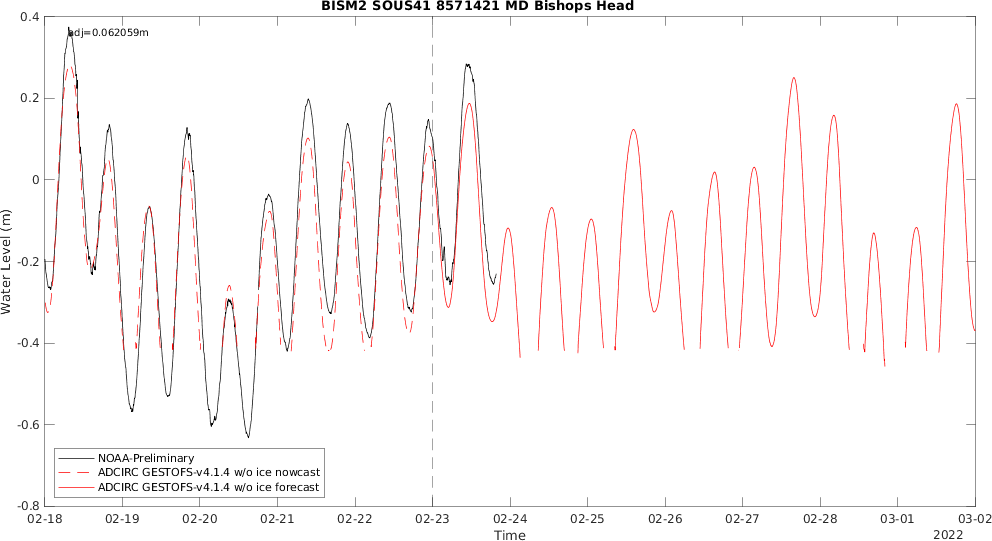 BISM2 SOUS41 8571421 MD Bishops Head
adj=0.062059m
0.4
0.2
0
-0.2
-0.4
-0.6
-0.8
Water Level (m)
NOAA-Preliminary
ADCIRC GESTOFS-v4.1.4 w/o ice nowcast
ADCIRC GESTOFS-v4.1.4 w/o ice forecast
02-18 02-19 02-20 02-21 02-22 02-23 02-24 02-25 02-26 02-27 02-28 03-01 03-02
Time
2022